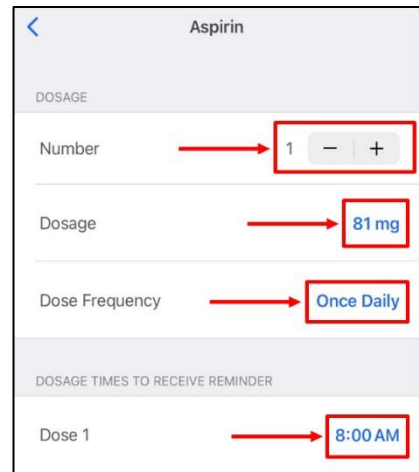 Aspirin
DOSAGE
Number 1 − +
Dosage 81 mg
Dose Frequency Once Daily
DOSAGE TIMES TO RECEIVE REMINDER
Dose 1 8:00 AM